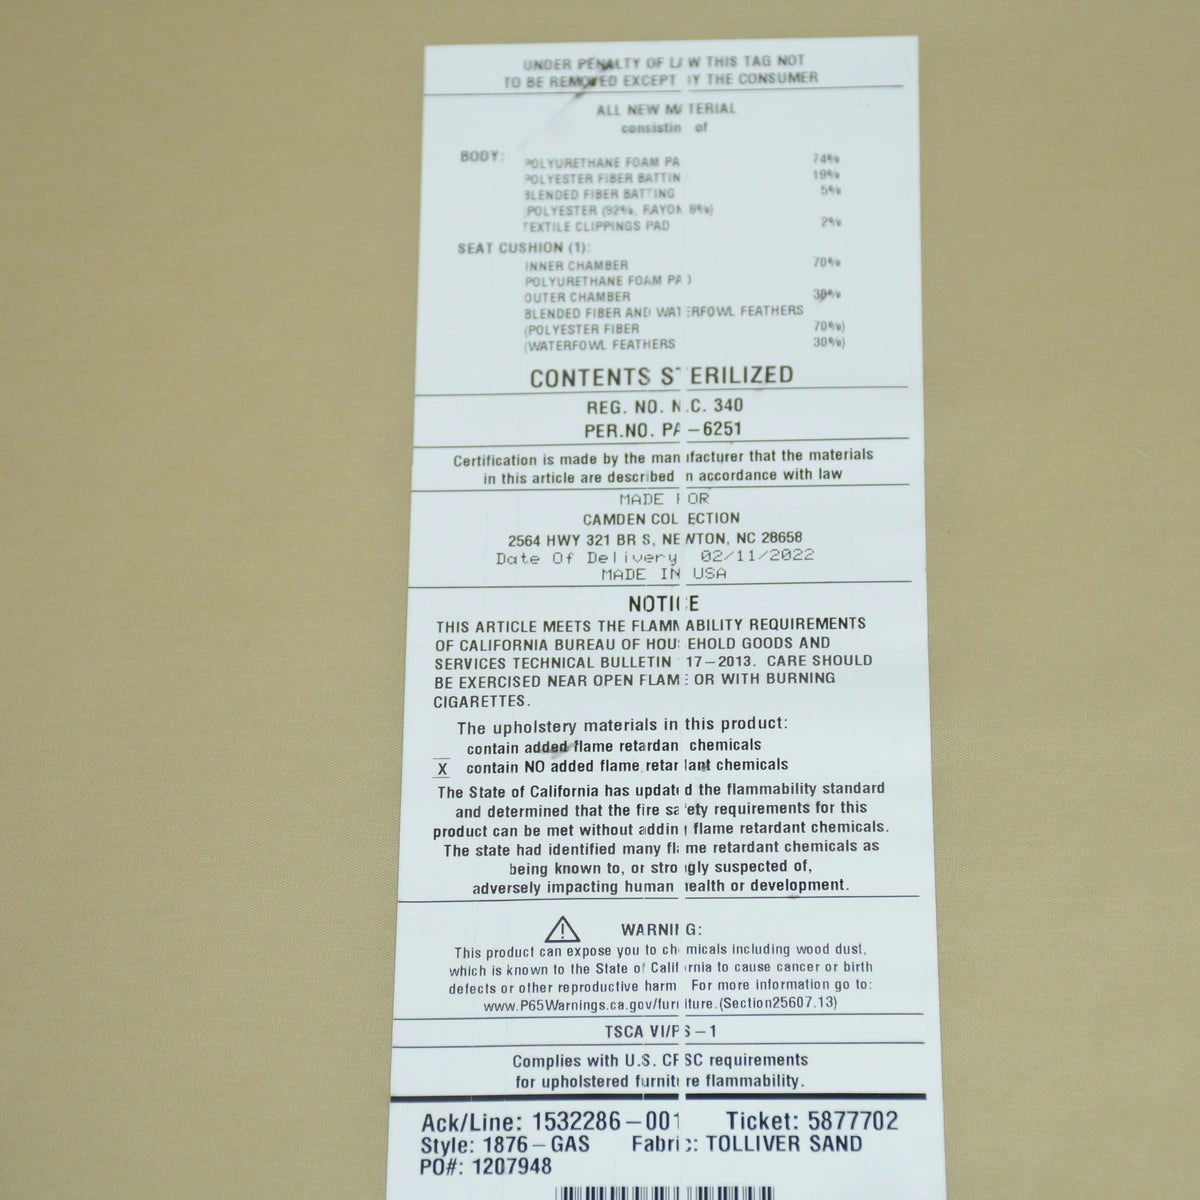 UNDER PENALTY OF LAW THIS TAG NOT
TO BE REMOVED EXCEPT BY THE CONSUMER
ALL NEW MATERIAL
consisting of
BODY:
POLYURETHANE FOAM PA 74%
POLYESTER FIBER BATTIN 19%
BLENDED FIBER BATTING 5%
(POLYESTER (92%, RAYON 8%)
TEXTILE CLIPPINGS PAD 2%
SEAT CUSHION (1):
INNER CHAMBER 70%
POLYURETHANE FOAM PAD
OUTER CHAMBER 30%
BLENDED FIBER AND WATERFOWL FEATHERS
(POLYESTER FIBER 70%)
(WATERFOWL FEATHERS 30%)
CONTENTS STERILIZED
REG. NO. N.C. 340
PER.NO. PA-6251
Certification is made by the manufacturer that the materials
in this article are described in accordance with law
MADE FOR
CAMDEN COLLECTION
2564 HWY 321 BR S, NEWTON, NC 28658
Date Of Delivery 02/11/2022
MADE IN USA
NOTICE
THIS ARTICLE MEETS THE FLAMMABILITY REQUIREMENTS
OF CALIFORNIA BUREAU OF HOUSEHOLD GOODS AND
SERVICES TECHNICAL BULLETIN 117-2013. CARE SHOULD
BE EXERCISED NEAR OPEN FLAME OR WITH BURNING
CIGARETTES.
The upholstery materials in this product:
contain added flame retardant chemicals
X contain NO added flame retardant chemicals
The State of California has updated the flammability standard
and determined that the fire safety requirements for this
product can be met without adding flame retardant chemicals.
The state had identified many flame retardant chemicals as
being known to, or strongly suspected of,
adversely impacting human health or development.
WARNING:
This product can expose you to chemicals including wood dust,
which is known to the State of California to cause cancer or birth
defects or other reproductive harm. For more information go to:
www.P65Warnings.ca.gov/furniture.(Section25607.13)
TSCA VI/PS-1
Complies with U.S. CPSC requirements
for upholstered furniture flammability.
Ack/Line: 1532286-001 Ticket: 5877702
Style: 1876-GAS Fabric: TOLLIVER SAND
PO#: 1207948